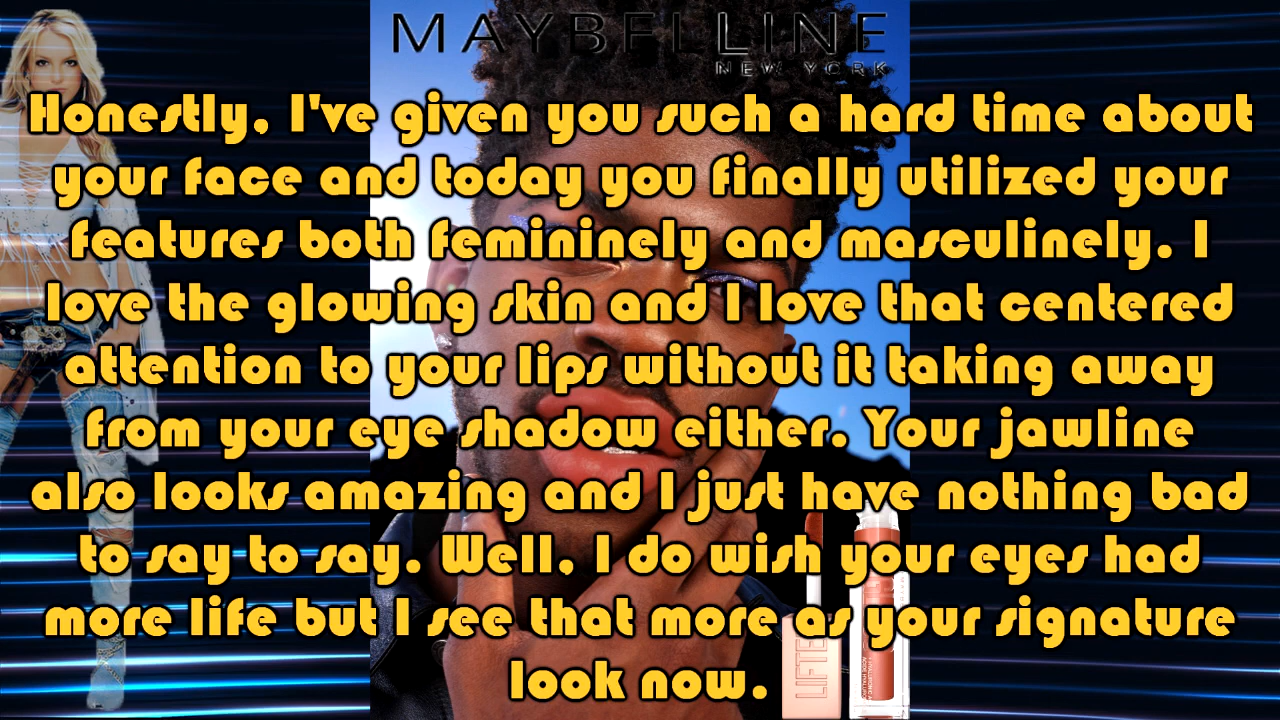 MAYBELLINE
NEW YORK
Honestly, I've given you such a hard time about
your face and today you finally utilized your
features both femininely and masculinely. I
love the glowing skin and I love that centered
attention to your lips without it taking away
from your eye shadow either. Your jawline
also looks amazing and I just have nothing bad
to say to say. Well, I do wish your eyes had
more life but I see that more as your signature
look now.
LIFTE